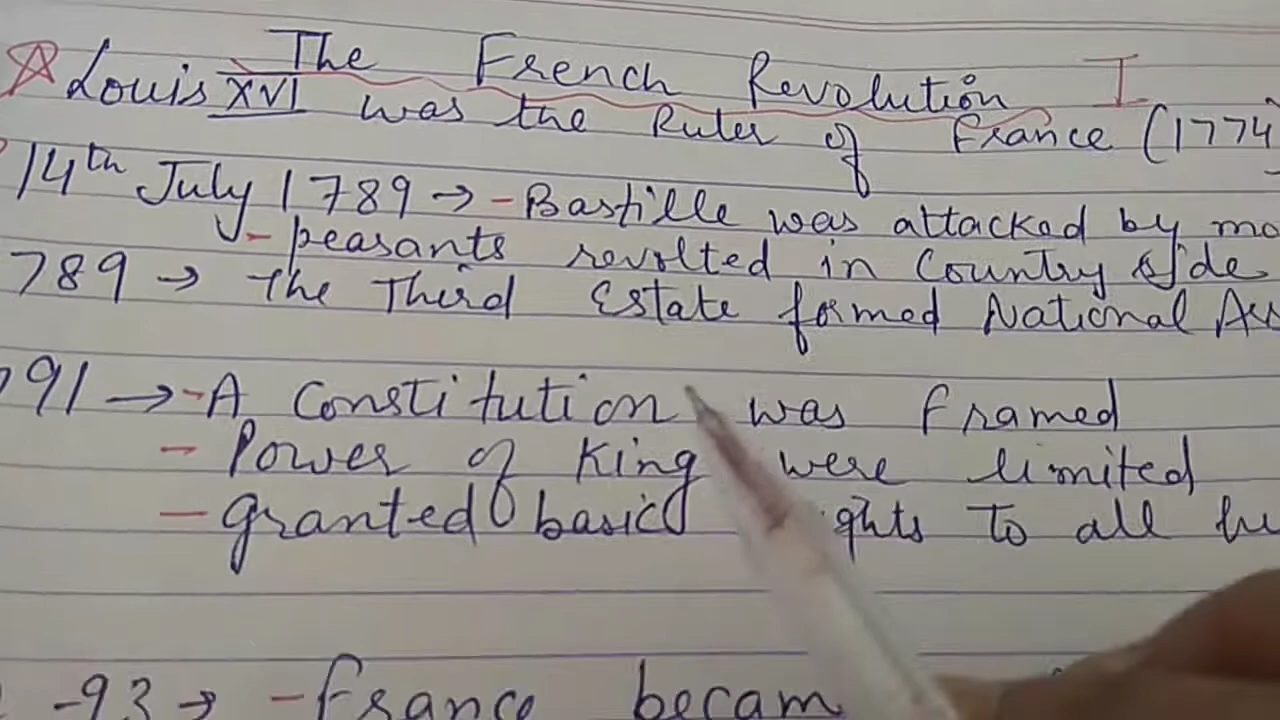 The French Revolution I
Louis XVI was the Ruler of France (1774
14th July 1789 → - Bastille was attacked by
- peasants revolted in Country side
789 → The Third Estate formed National
91 → - A Constitution was framed
- Power of King were limited
- granted basic to all
-93 → - France